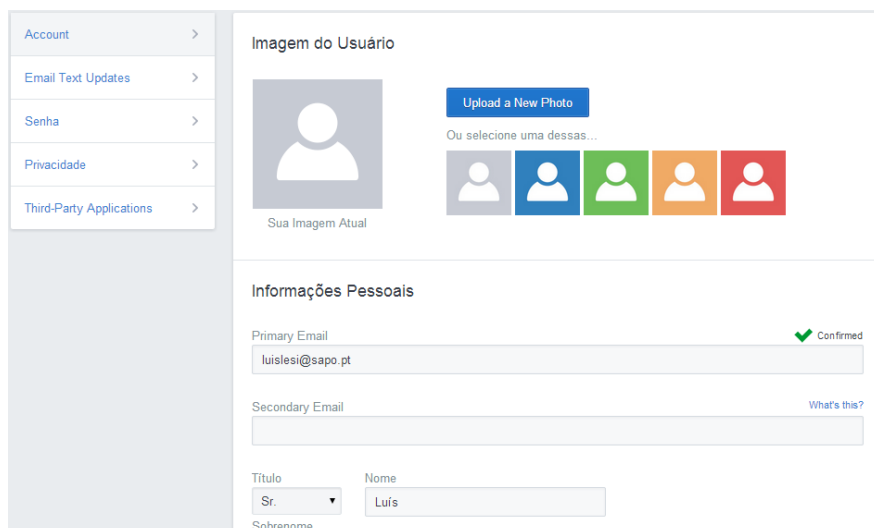 Account
Email Text Updates
Senha
Privacidade
Third-Party Applications
Imagem do Usuário
Upload a New Photo
Ou selecione uma dessas...
Sua Imagem Atual
Informações Pessoais
Primary Email
Confirmed
luislesi@sapo.pt
Secondary Email
What's this?
Título
Nome
Sr.
Luís
Sobrenome